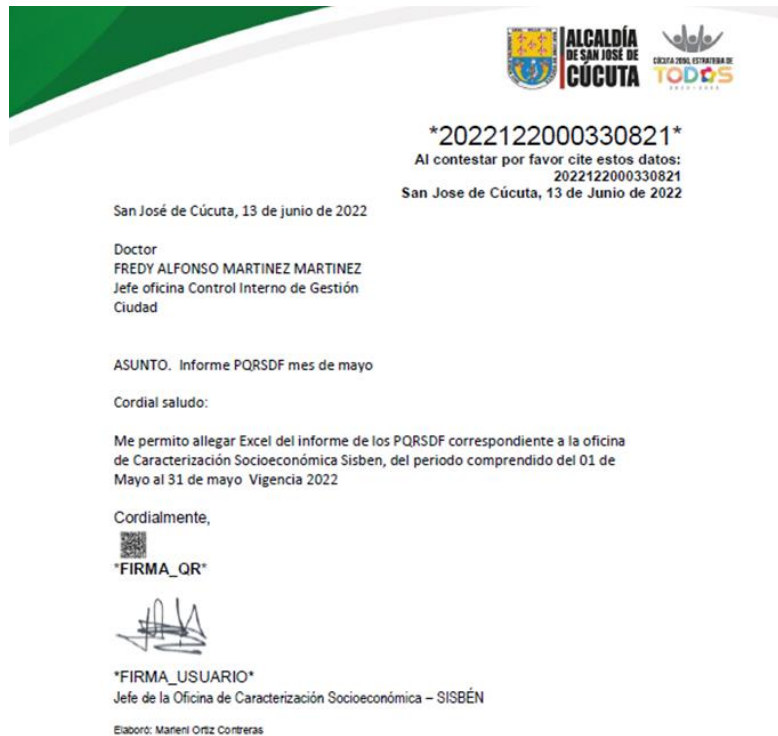 ALCALDÍA
DE SAN JOSÉ DE
CÚCUTA
CÚCUTA 2050, ESTRATEGIA DE
TODOS
*2022122000330821*
Al contestar por favor cite estos datos:
2022122000330821
San Jose de Cúcuta, 13 de Junio de 2022
San José de Cúcuta, 13 de junio de 2022
Doctor
FREDY ALFONSO MARTINEZ MARTINEZ
Jefe oficina Control Interno de Gestión
Ciudad
ASUNTO. Informe PQRSDF mes de mayo
Cordial saludo:
Me permito allegar Excel del informe de los PQRSDF correspondiente a la oficina
de Caracterización Socioeconómica Sisben, del periodo comprendido del 01 de
Mayo al 31 de mayo Vigencia 2022
Cordialmente,
*FIRMA_QR*
*FIRMA_USUARIO*
Jefe de la Oficina de Caracterización Socioeconómica – SISBÉN
Elaboró: Marieni Ortiz Contreras